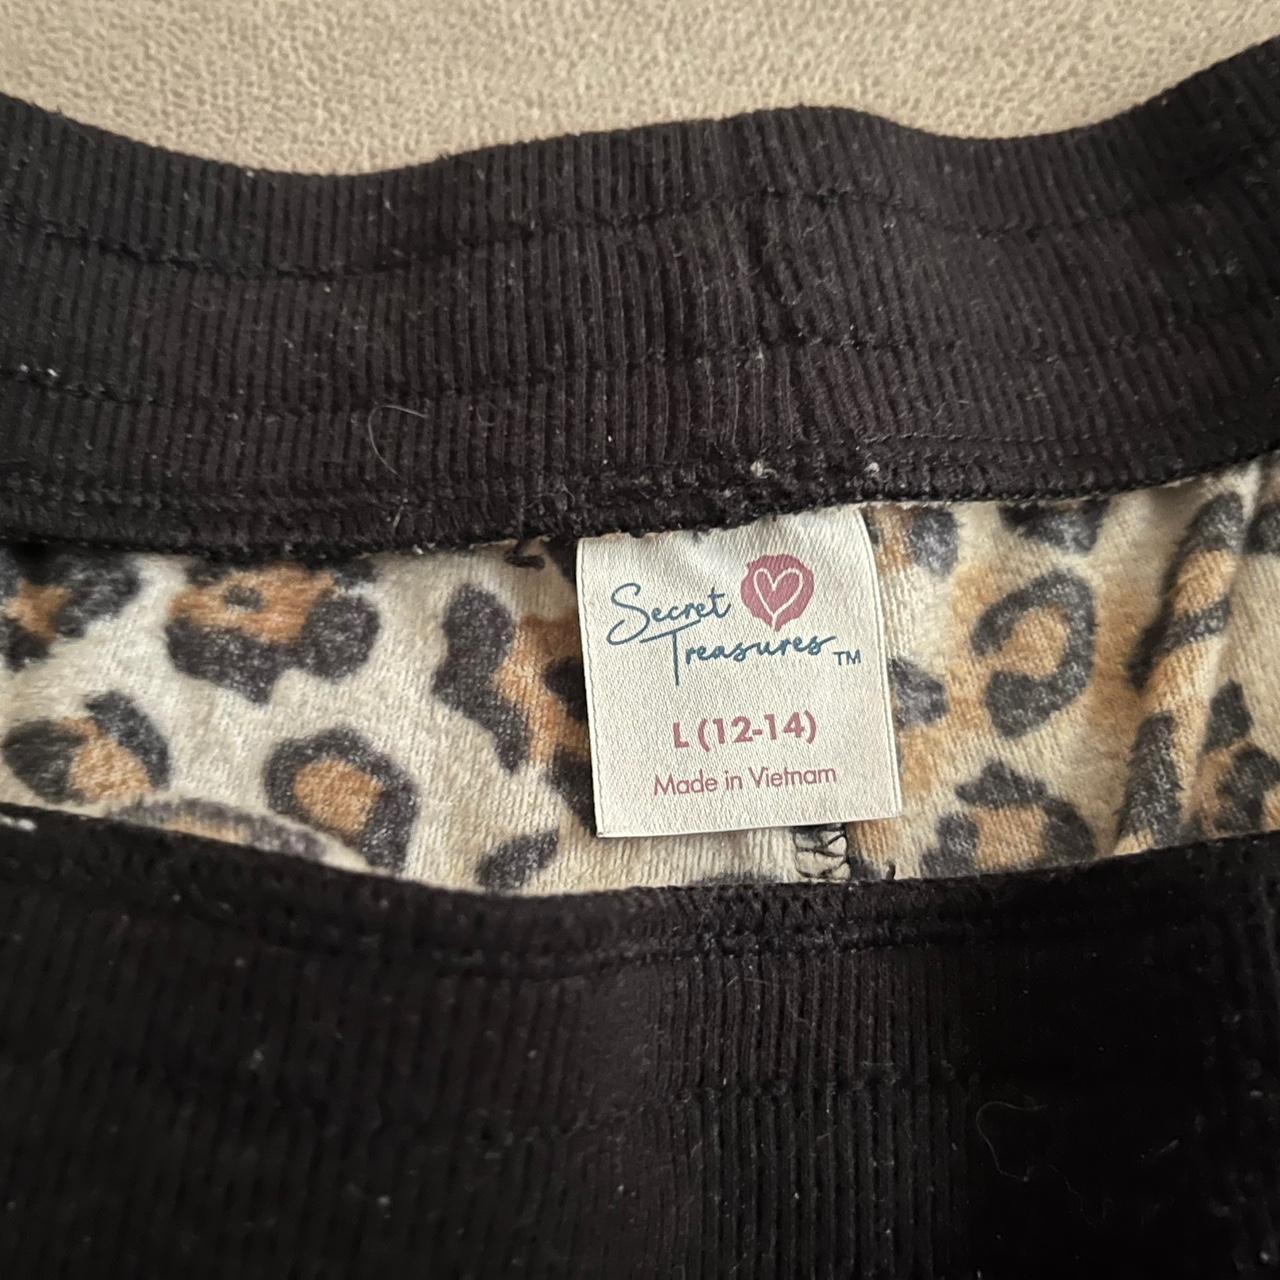 Secret
Treasures™
L (12-14)
Made in Vietnam